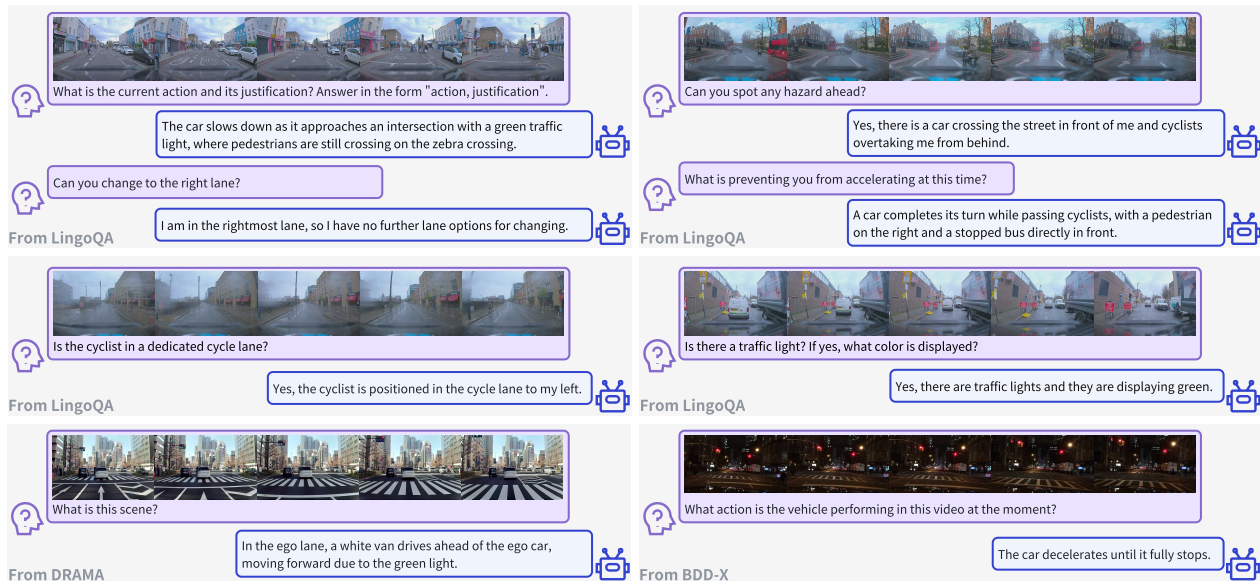 What is the current action and its justification? Answer in the form "action, justification".
The car slows down as it approaches an intersection with a green traffic
light, where pedestrians are still crossing on the zebra crossing.
Can you change to the right lane?
I am in the rightmost lane, so I have no further lane options for changing.
From LingoQA
Can you spot any hazard ahead?
Yes, there is a car crossing the street in front of me and cyclists
overtaking me from behind.
What is preventing you from accelerating at this time?
A car completes its turn while passing cyclists, with a pedestrian
on the right and a stopped bus directly in front.
From LingoQA
Is the cyclist in a dedicated cycle lane?
Yes, the cyclist is positioned in the cycle lane to my left.
From LingoQA
Is there a traffic light? If yes, what color is displayed?
Yes, there are traffic lights and they are displaying green.
From LingoQA
What is this scene?
In the ego lane, a white van drives ahead of the ego car,
moving forward due to the green light.
From DRAMA
What action is the vehicle performing in this video at the moment?
The car decelerates until it fully stops.
From BDD-X